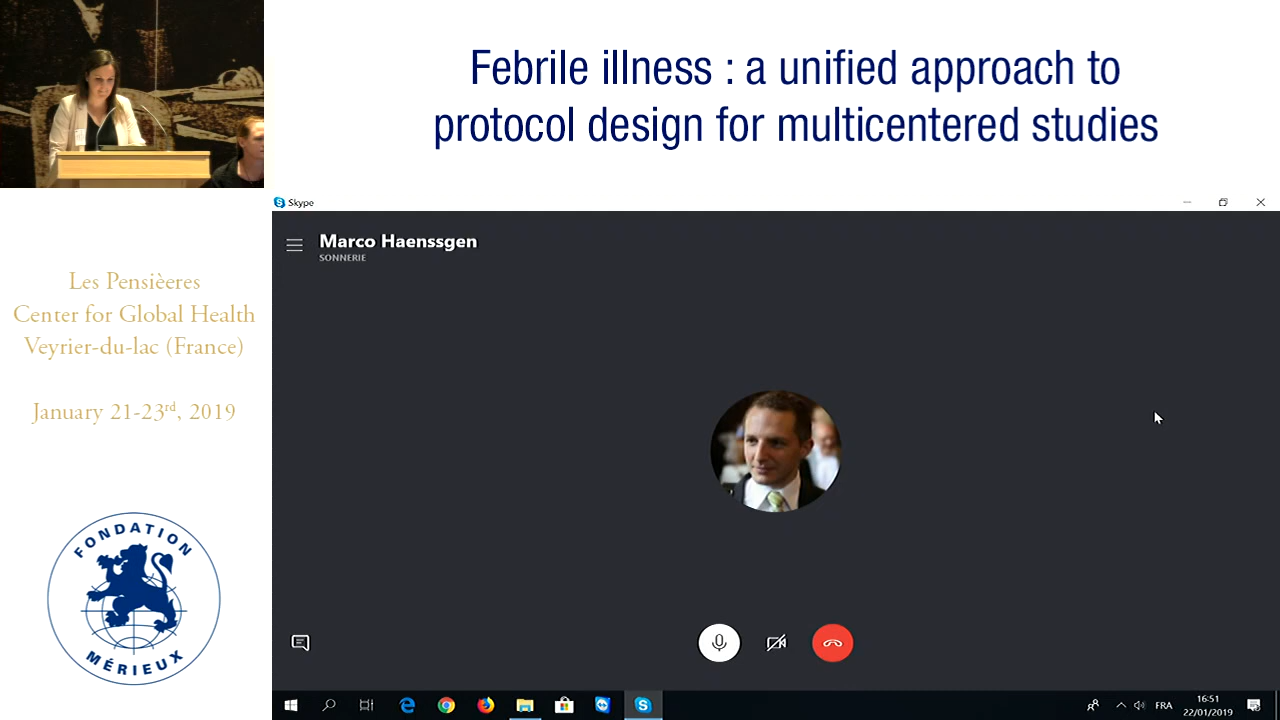 Febrile illness : a unified approach to
protocol design for multicentered studies
Skype
Marco Haenssgen
SONNERIE
Les Pensièeres
Center for Global Health
Veyrier-du-lac (France)
January 21-23rd, 2019
FONDATION
MÉRIEUX
FRA
16:51
22/01/2019